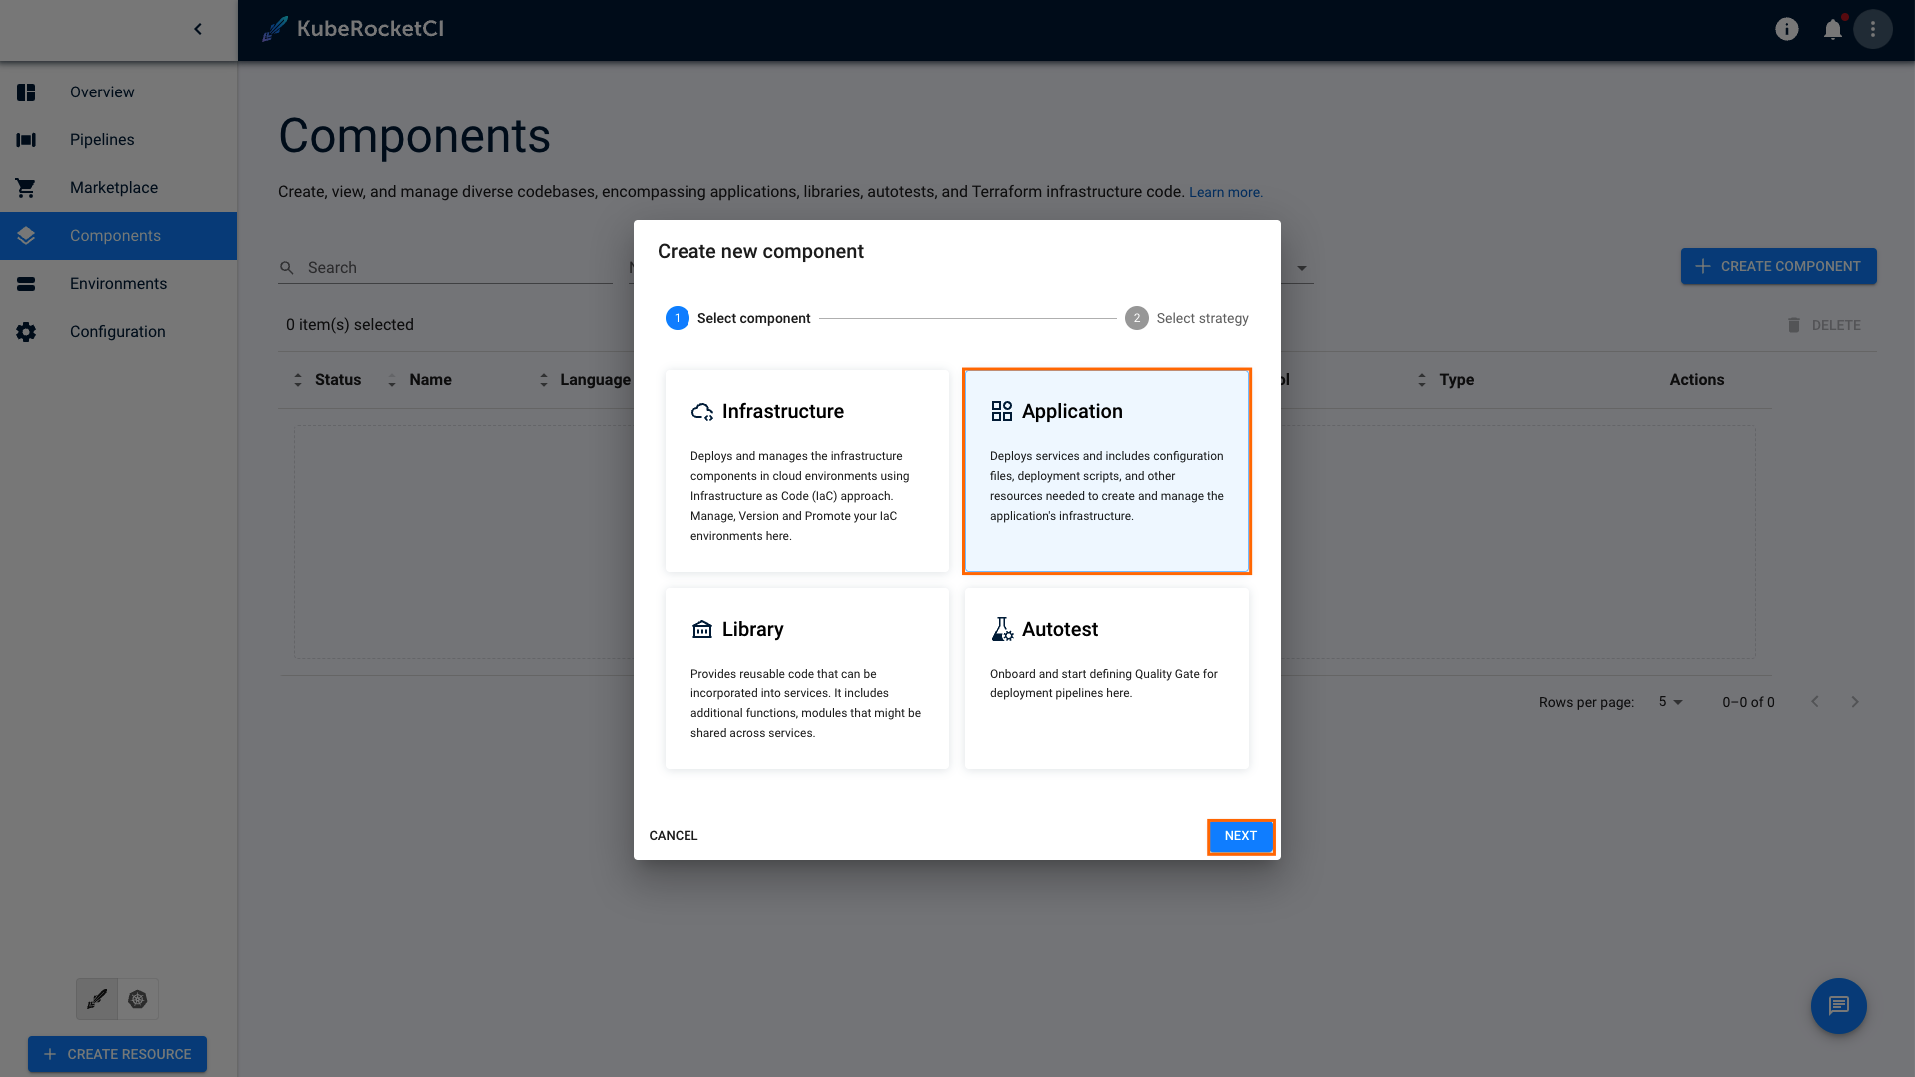 KubeRocketCI
Overview
Pipelines
Marketplace
Components
Environments
Configuration
CREATE RESOURCE
Components
Create, view, and manage diverse codebases, encompassing applications, libraries, autotests, and Terraform infrastructure code. Learn more.
Search
CREATE COMPONENT
0 item(s) selected
DELETE
Status
Name
Language
Type
Actions
Rows per page:
5
0–0 of 0
Create new component
1 Select component
2 Select strategy
Infrastructure
Deploys and manages the infrastructure
components in cloud environments using
Infrastructure as Code (IaC) approach.
Manage, Version and Promote your IaC
environments here.
Application
Deploys services and includes configuration
files, deployment scripts, and other
resources needed to create and manage the
application's infrastructure.
Library
Provides reusable code that can be
incorporated into services. It includes
additional functions, modules that might be
shared across services.
Autotest
Onboard and start defining Quality Gate for
deployment pipelines here.
CANCEL
NEXT